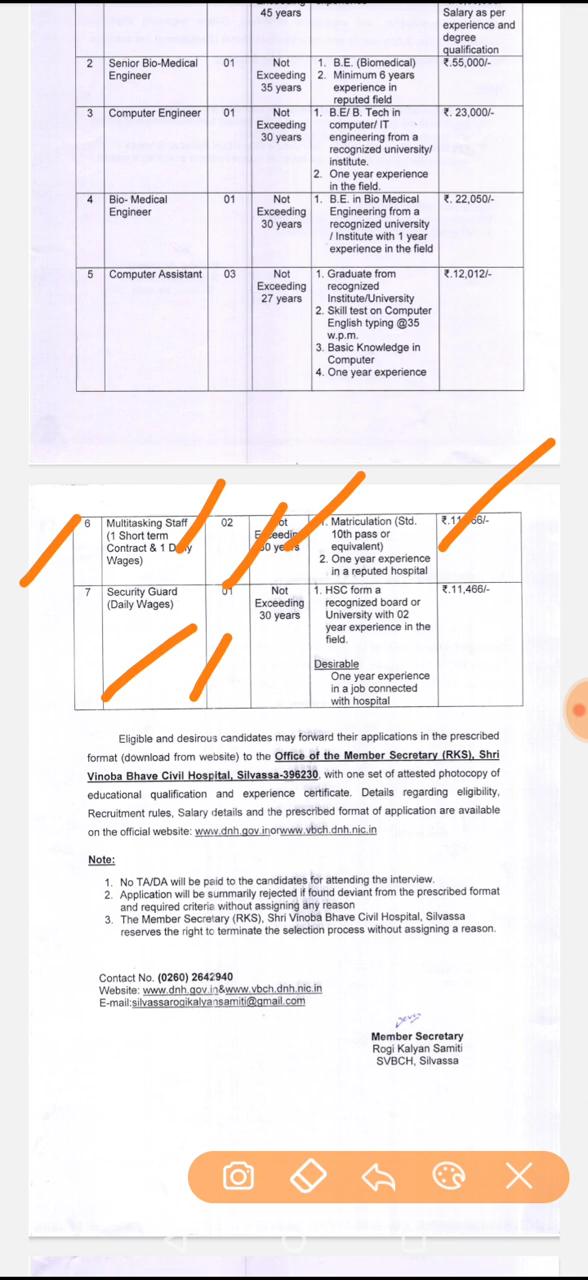 45 years
Salary as per
experience and
degree
qualification
2 Senior Bio-Medical Engineer 01 Not Exceeding 35 years 1. B.E. (Biomedical) ₹.55,000/-
2. Minimum 6 years
experience in
reputed field
3 Computer Engineer 01 Not Exceeding 30 years 1. B.E/ B. Tech in ₹. 23,000/-
computer/ IT
engineering from a
recognized university/
institute.
2. One year experience
in the field.
4 Bio- Medical Engineer 01 Not Exceeding 30 years 1. B.E. in Bio Medical ₹. 22,050/-
Engineering from a
recognized university
/ Institute with 1 year
experience in the field
5 Computer Assistant 03 Not Exceeding 27 years 1. Graduate from ₹.12,012/-
recognized
Institute/University
2. Skill test on Computer
English typing @35
w.p.m.
3. Basic Knowledge in
Computer
4. One year experience
6 Multitasking Staff 02 1. Matricułation (Std.
(1 Short term 10th pass or
Contract & 1 Daily equivalent)
Wages) 2. One year experience
in a reputed hospital
7 Security Guard 01 Not 1. HSC form a ₹.11,466/-
(Daily Wages) Exceeding recognized board or
30 years University with 02
year experience in the
field.
Desirable
One year experience
in a job connected
with hospital
Eligible and desirous candidates may forward their applications in the prescribed
format (download from website) to the Office of the Member Secretary (RKS), Shri
Vinoba Bhave Civil Hospital, Silvassa-396230, with one set of attested photocopy of
educational qualification and experience certificate. Details regarding eligibility,
Recruitment rules, Salary details and the prescribed format of application are available
on the official website: www.dnh.gov.inorwww.vbch.dnh.nic.in
Note:
1. No TA/DA will be paid to the candidates for attending the interview.
2. Application will be summarily rejected if found deviant from the prescribed format
and required criteria without assigning any reason
3. The Member Secretary (RKS), Shri Vinoba Bhave Civil Hospital, Silvassa
reserves the right to terminate the selection process without assigning a reason.
Contact No. (0260) 2642940
Website: www.dnh.gov.in&www.vbch.dnh.nic.in
E-mail:silvassarogikalyansamiti@gmail.com
Member Secretary
Rogi Kalyan Samiti
SVBCH, Silvassa